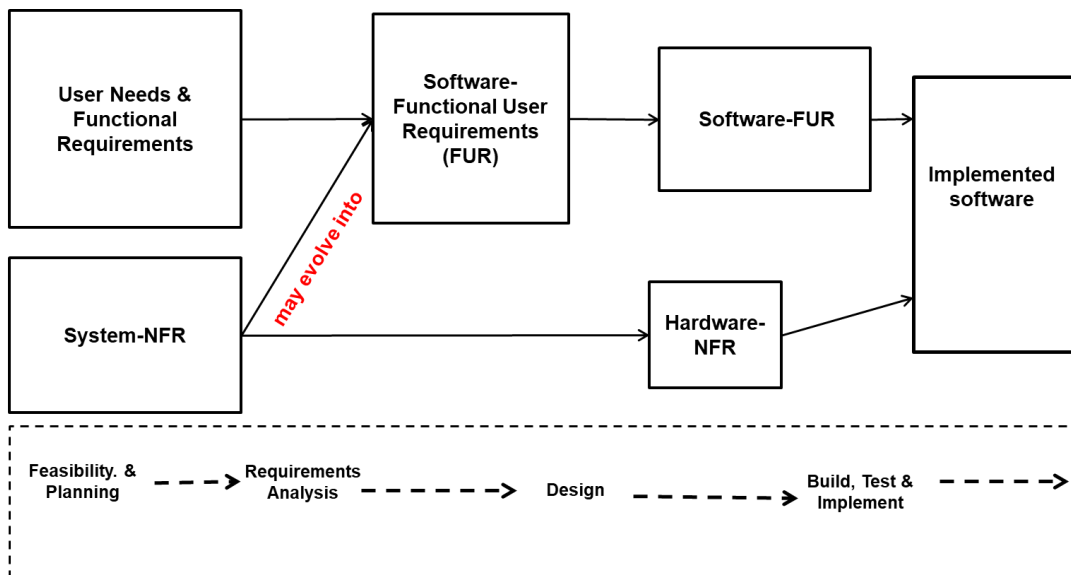 User Needs &
Functional
Requirements
Software-
Functional User
Requirements
(FUR)
Software-FUR
Implemented
software
may evolve into
System-NFR
Hardware-
NFR
Feasibility. &
Planning
Requirements
Analysis
Design
Build, Test &
Implement